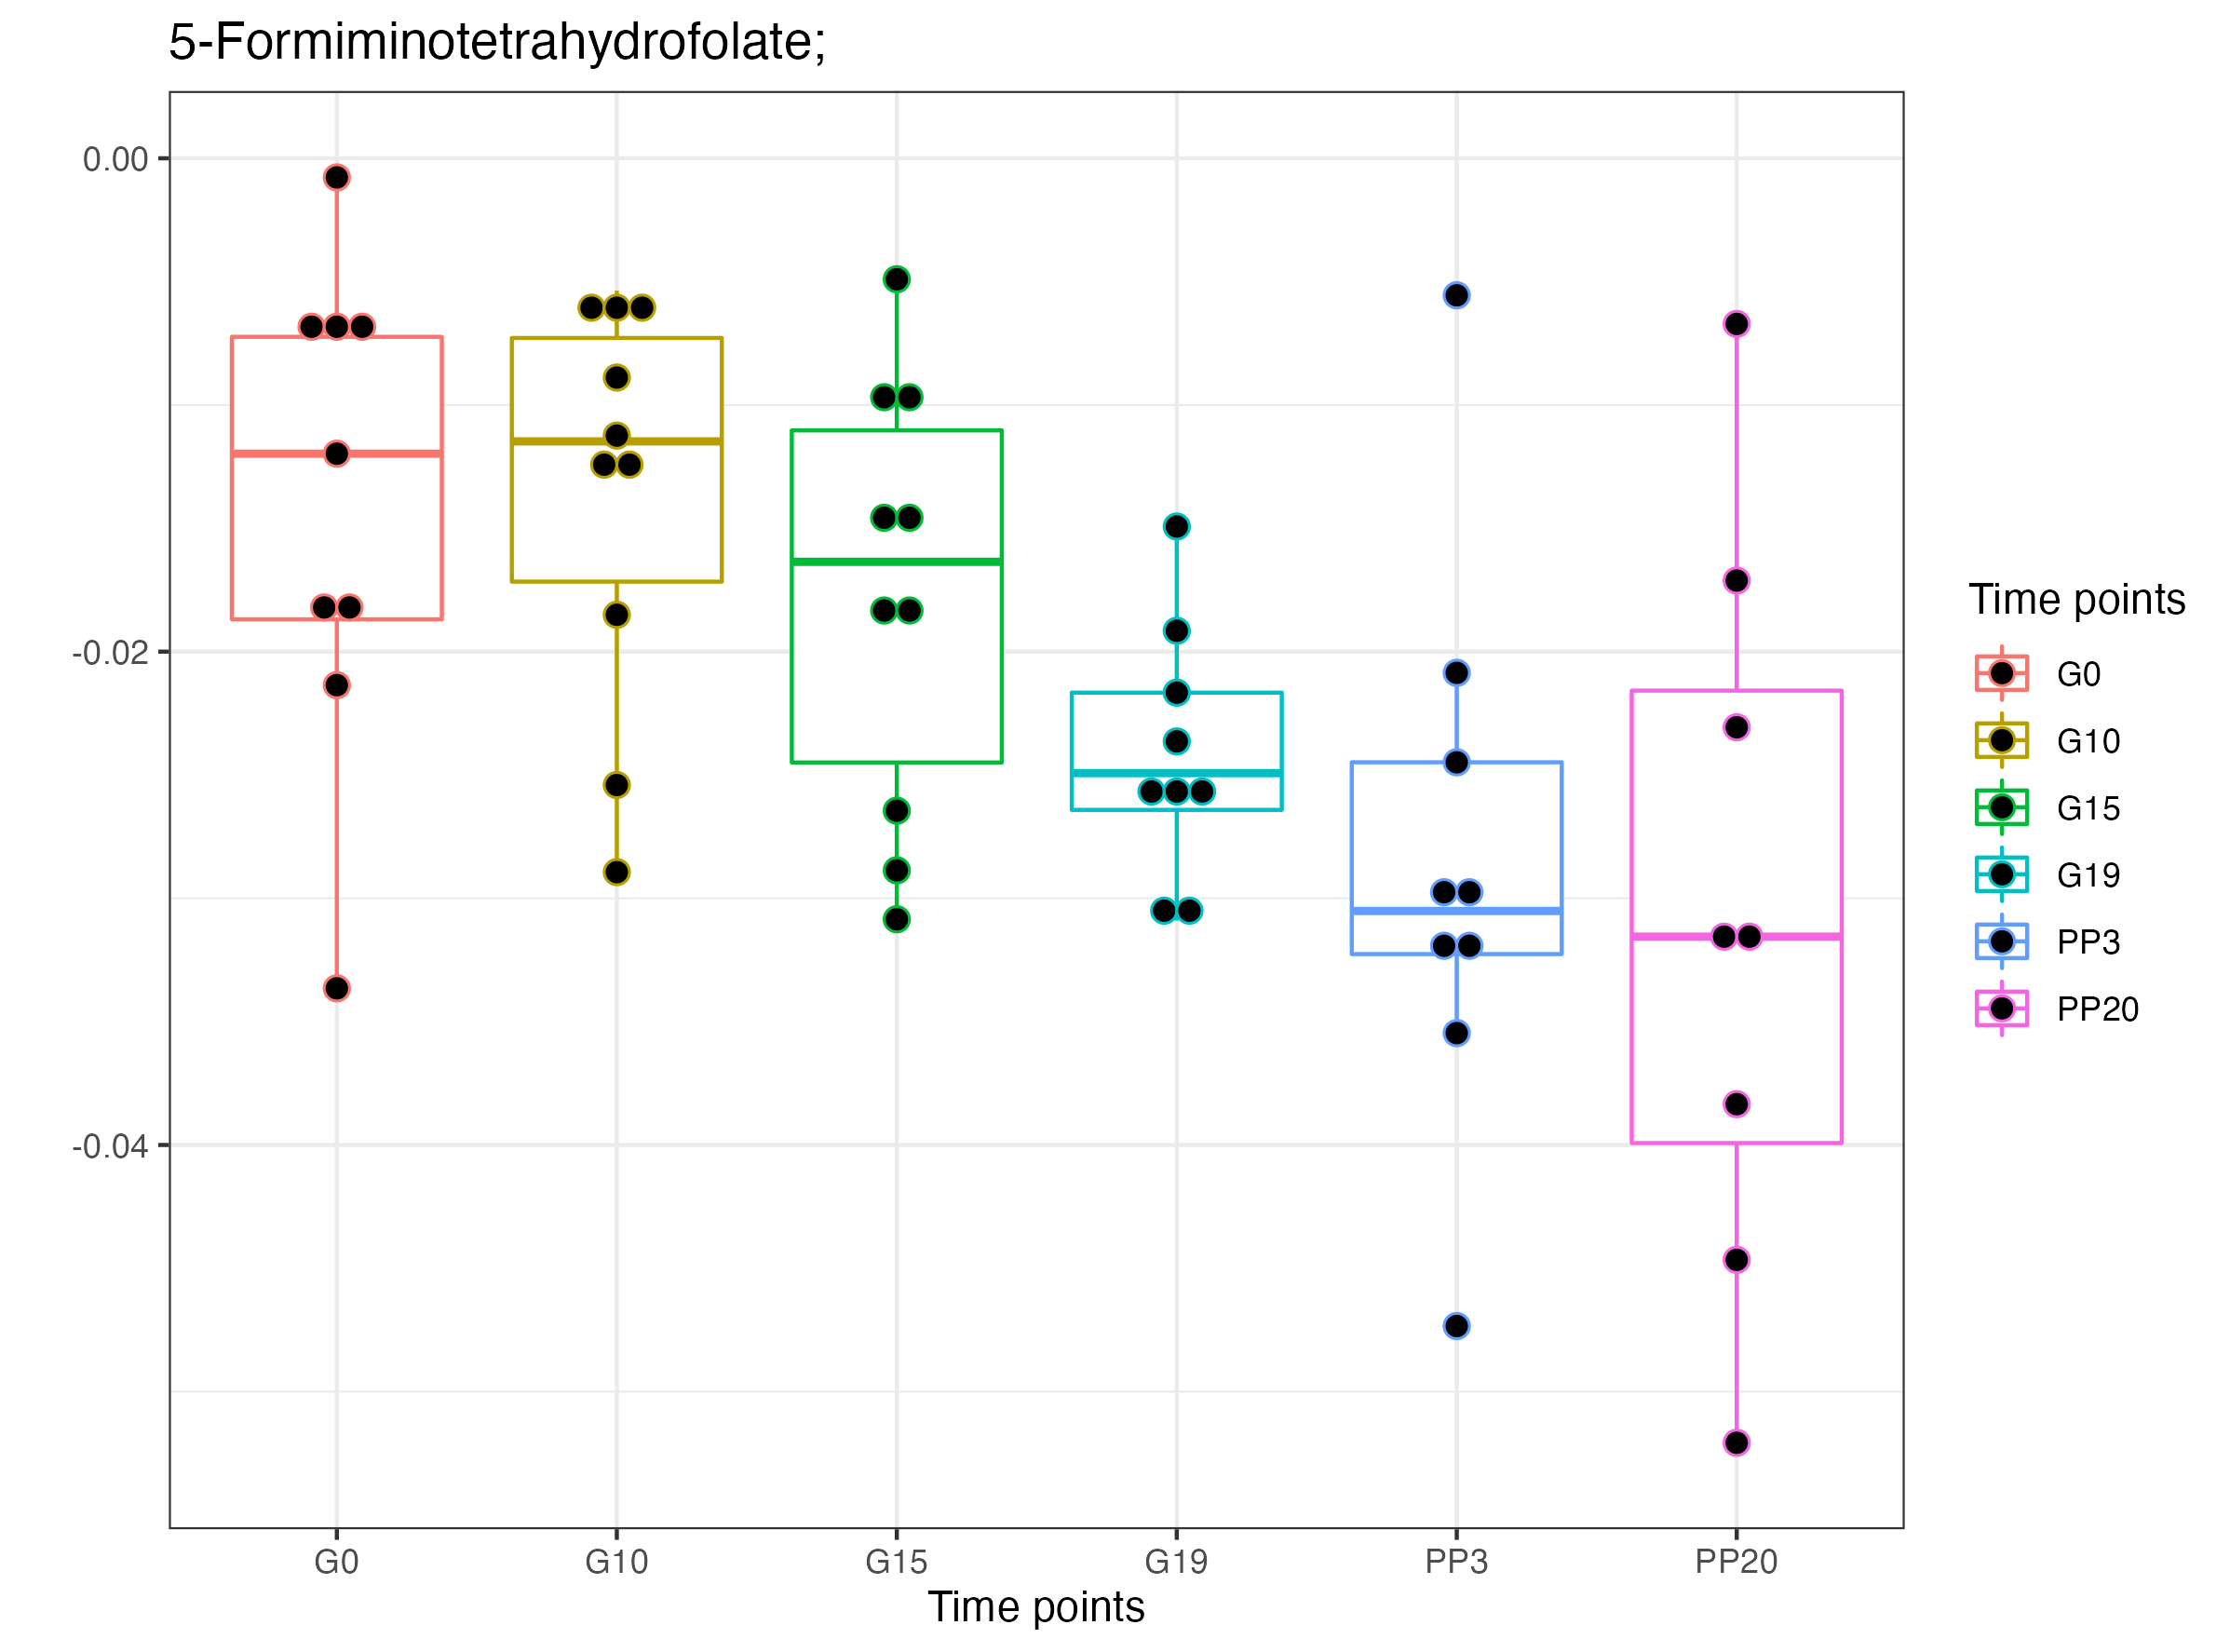 5-Formiminotetrahydrofolate;
0.00
-0.02
-0.04
G0 G10 G15 G19 PP3 PP20
Time points
Time points
G0
G10
G15
G19
PP3
PP20